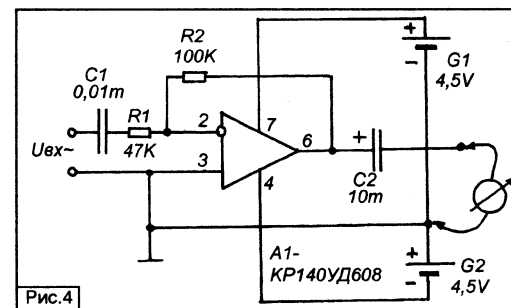 R2
100K
C1
0,01m
R1
47K
Uвх~
2
3
7
6
4
+
C2
10m
+
-
G1
4,5V
+
-
G2
4,5V
A1-
КР140УД608
Рис.4